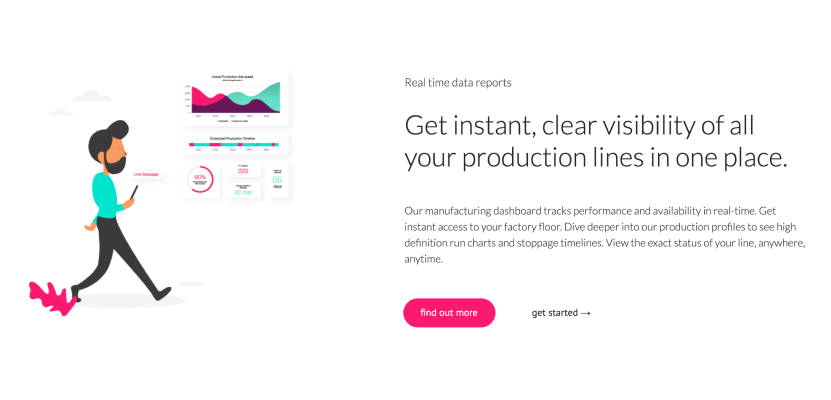 Actual Production line speed
Scheduled Production Timeline
Line Stoppage
60%
223
03 min
05
days
Real time data reports
Get instant, clear visibility of all
your production lines in one place.
Our manufacturing dashboard tracks performance and availability in real-time. Get
instant access to your factory floor. Dive deeper into our production profiles to see high
definition run charts and stoppage timelines. View the exact status of your line, anywhere,
anytime.
find out more
get started →